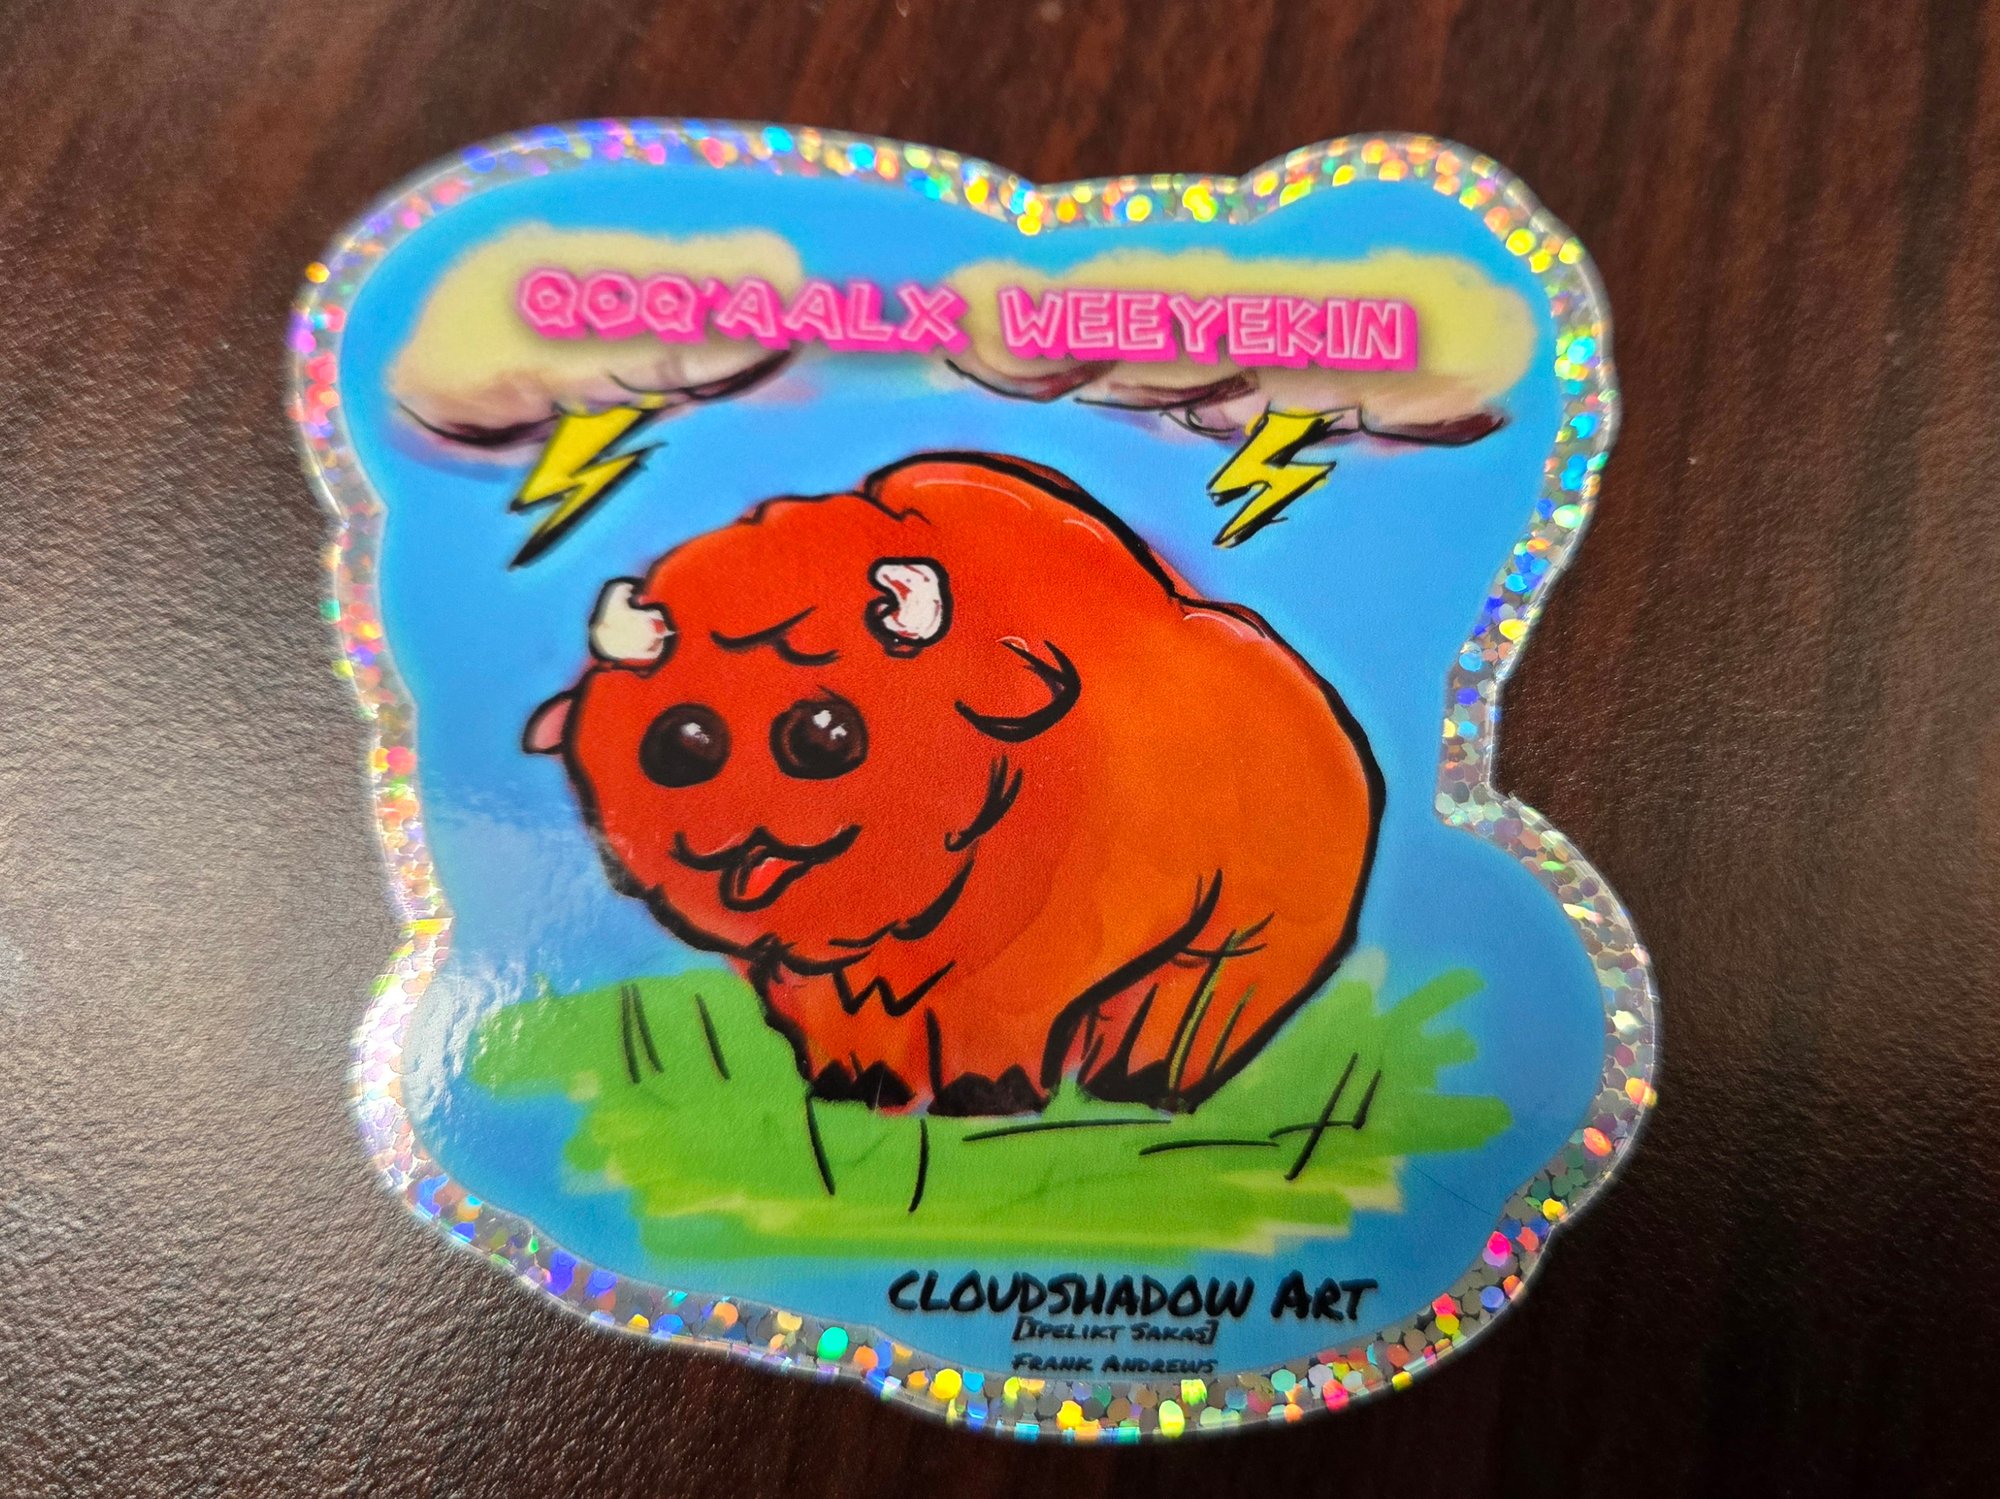 QOQ'AALX WEEYEKIN
CLOUDSHADOW ART
[IPELIKT SAKAS]
FRANK ANDREWS